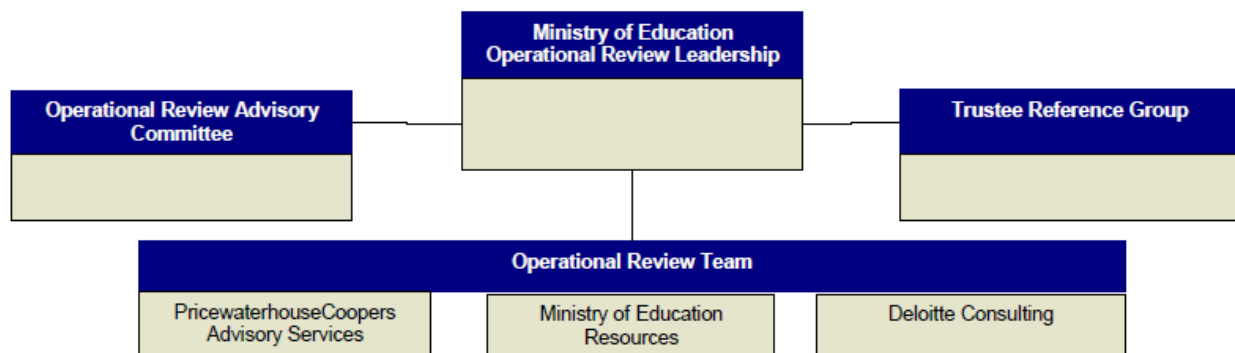 Ministry of Education
Operational Review Leadership
Operational Review Advisory
Committee
Trustee Reference Group
Operational Review Team
PricewaterhouseCoopers
Advisory Services
Ministry of Education
Resources
Deloitte Consulting